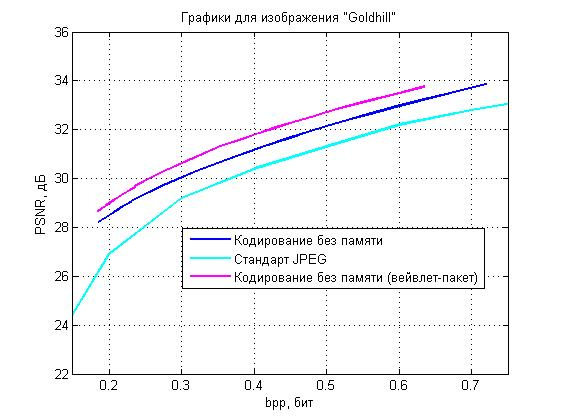 Графики для изображения "Goldhill"
36
34
32
30
28
26
24
22
PSNR, дБ
Кодирование без памяти
Стандарт JPEG
Кодирование без памяти (вейвлет-пакет)
0.2 0.3 0.4 0.5 0.6 0.7
bpp, бит